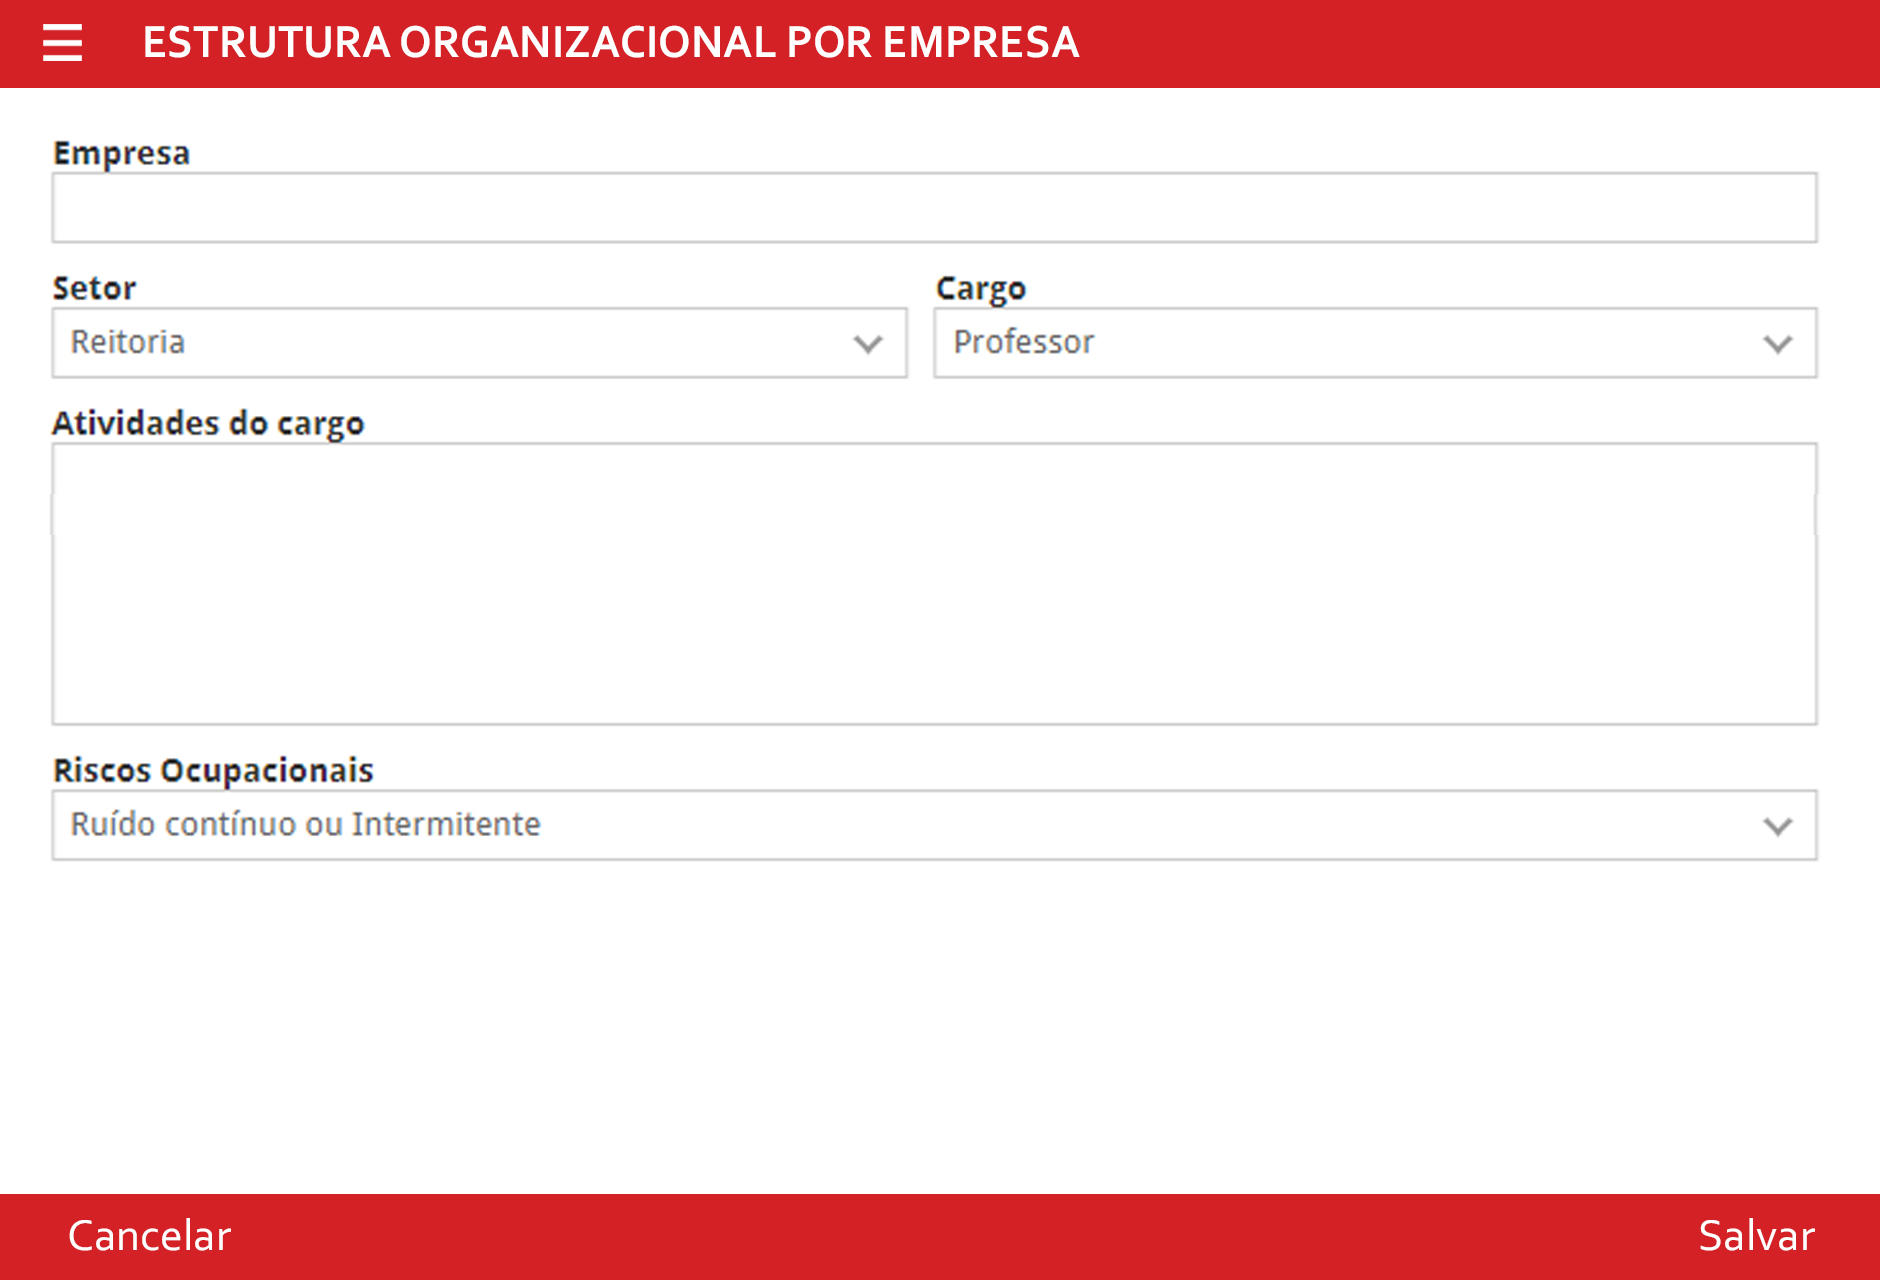 ESTRUTURA ORGANIZACIONAL POR EMPRESA
Empresa
Setor
Cargo
Reitoria
Professor
Atividades do cargo
Riscos Ocupacionais
Ruído contínuo ou Intermitente
Cancelar
Salvar